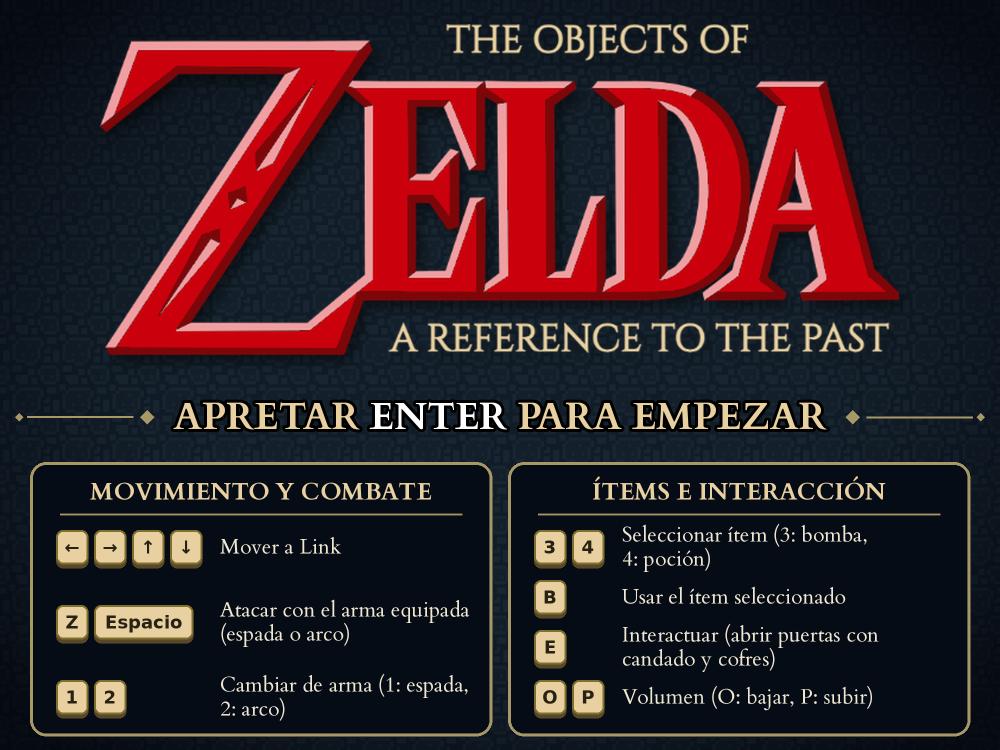 THE OBJECTS OF
ZELDA
A REFERENCE TO THE PAST
APRETAR ENTER PARA EMPEZAR
MOVIMIENTO Y COMBATE
← → ↑ ↓ Mover a Link
Z Espacio Atacar con el arma equipada
(espada o arco)
1 2 Cambiar de arma (1: espada,
2: arco)
ÍTEMS E INTERACCIÓN
3 4 Seleccionar ítem (3: bomba,
4: poción)
B Usar el ítem seleccionado
E Interactuar (abrir puertas con
candado y cofres)
O P Volumen (O: bajar, P: subir)